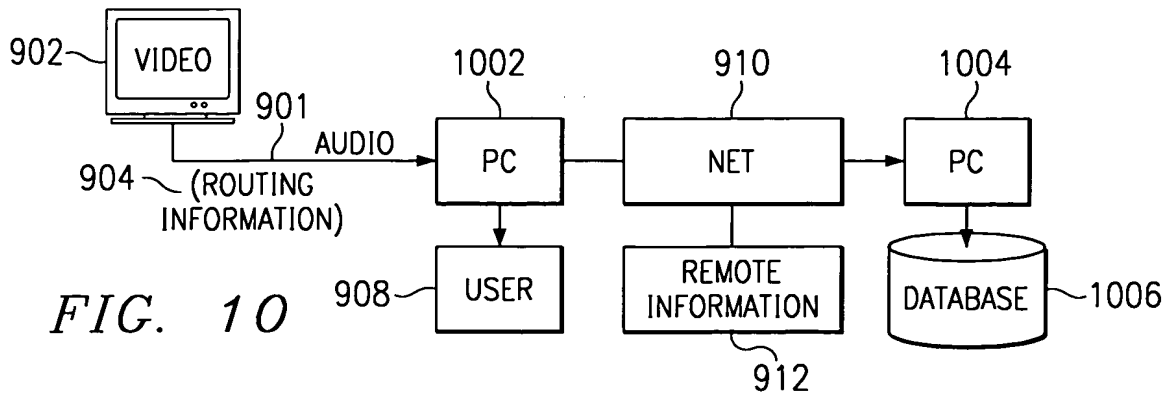 902
VIDEO
901
AUDIO
904
(ROUTING
INFORMATION)
1002
PC
910
NET
1004
PC
908
USER
REMOTE
INFORMATION
912
DATABASE
1006
FIG. 10